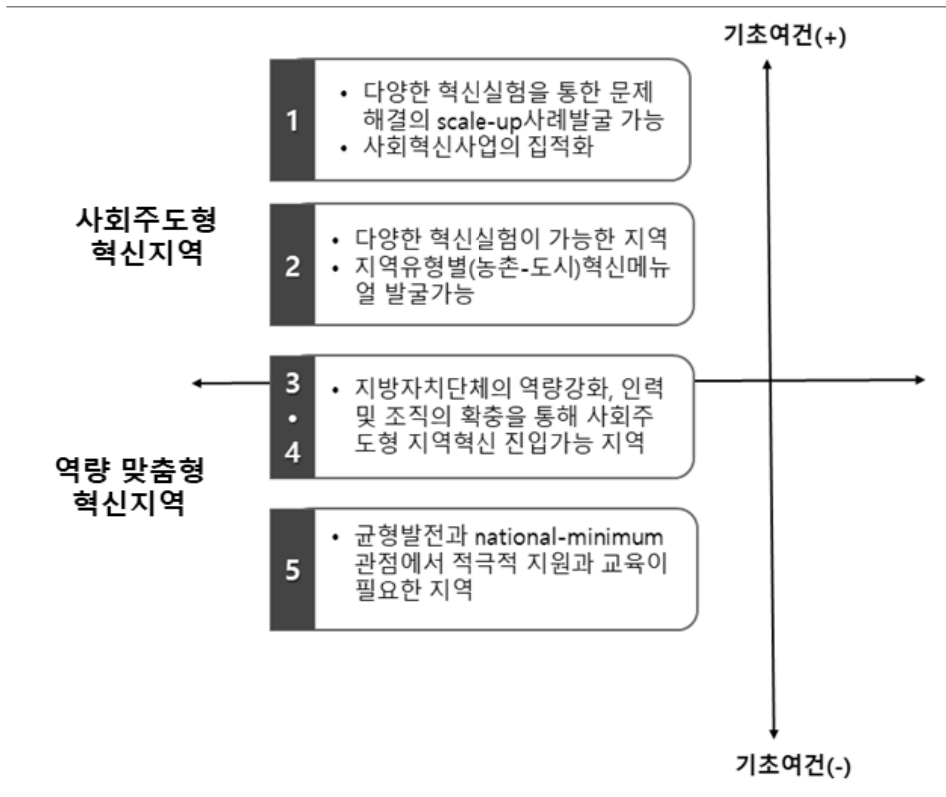 기초여건(+)
1
• 다양한 혁신실험을 통한 문제
해결의 scale-up사례발굴 가능
• 사회혁신사업의 집적화
사회주도형
혁신지역
2
• 다양한 혁신실험이 가능한 지역
• 지역유형별(농촌-도시)혁신메뉴
얼 발굴가능
3
•
4
• 지방자치단체의 역량강화, 인력
및 조직의 확충을 통해 사회주
도형 지역혁신 진입가능 지역
역량 맞춤형
혁신지역
5
• 균형발전과 national-minimum
관점에서 적극적 지원과 교육이
필요한 지역
기초여건(-)